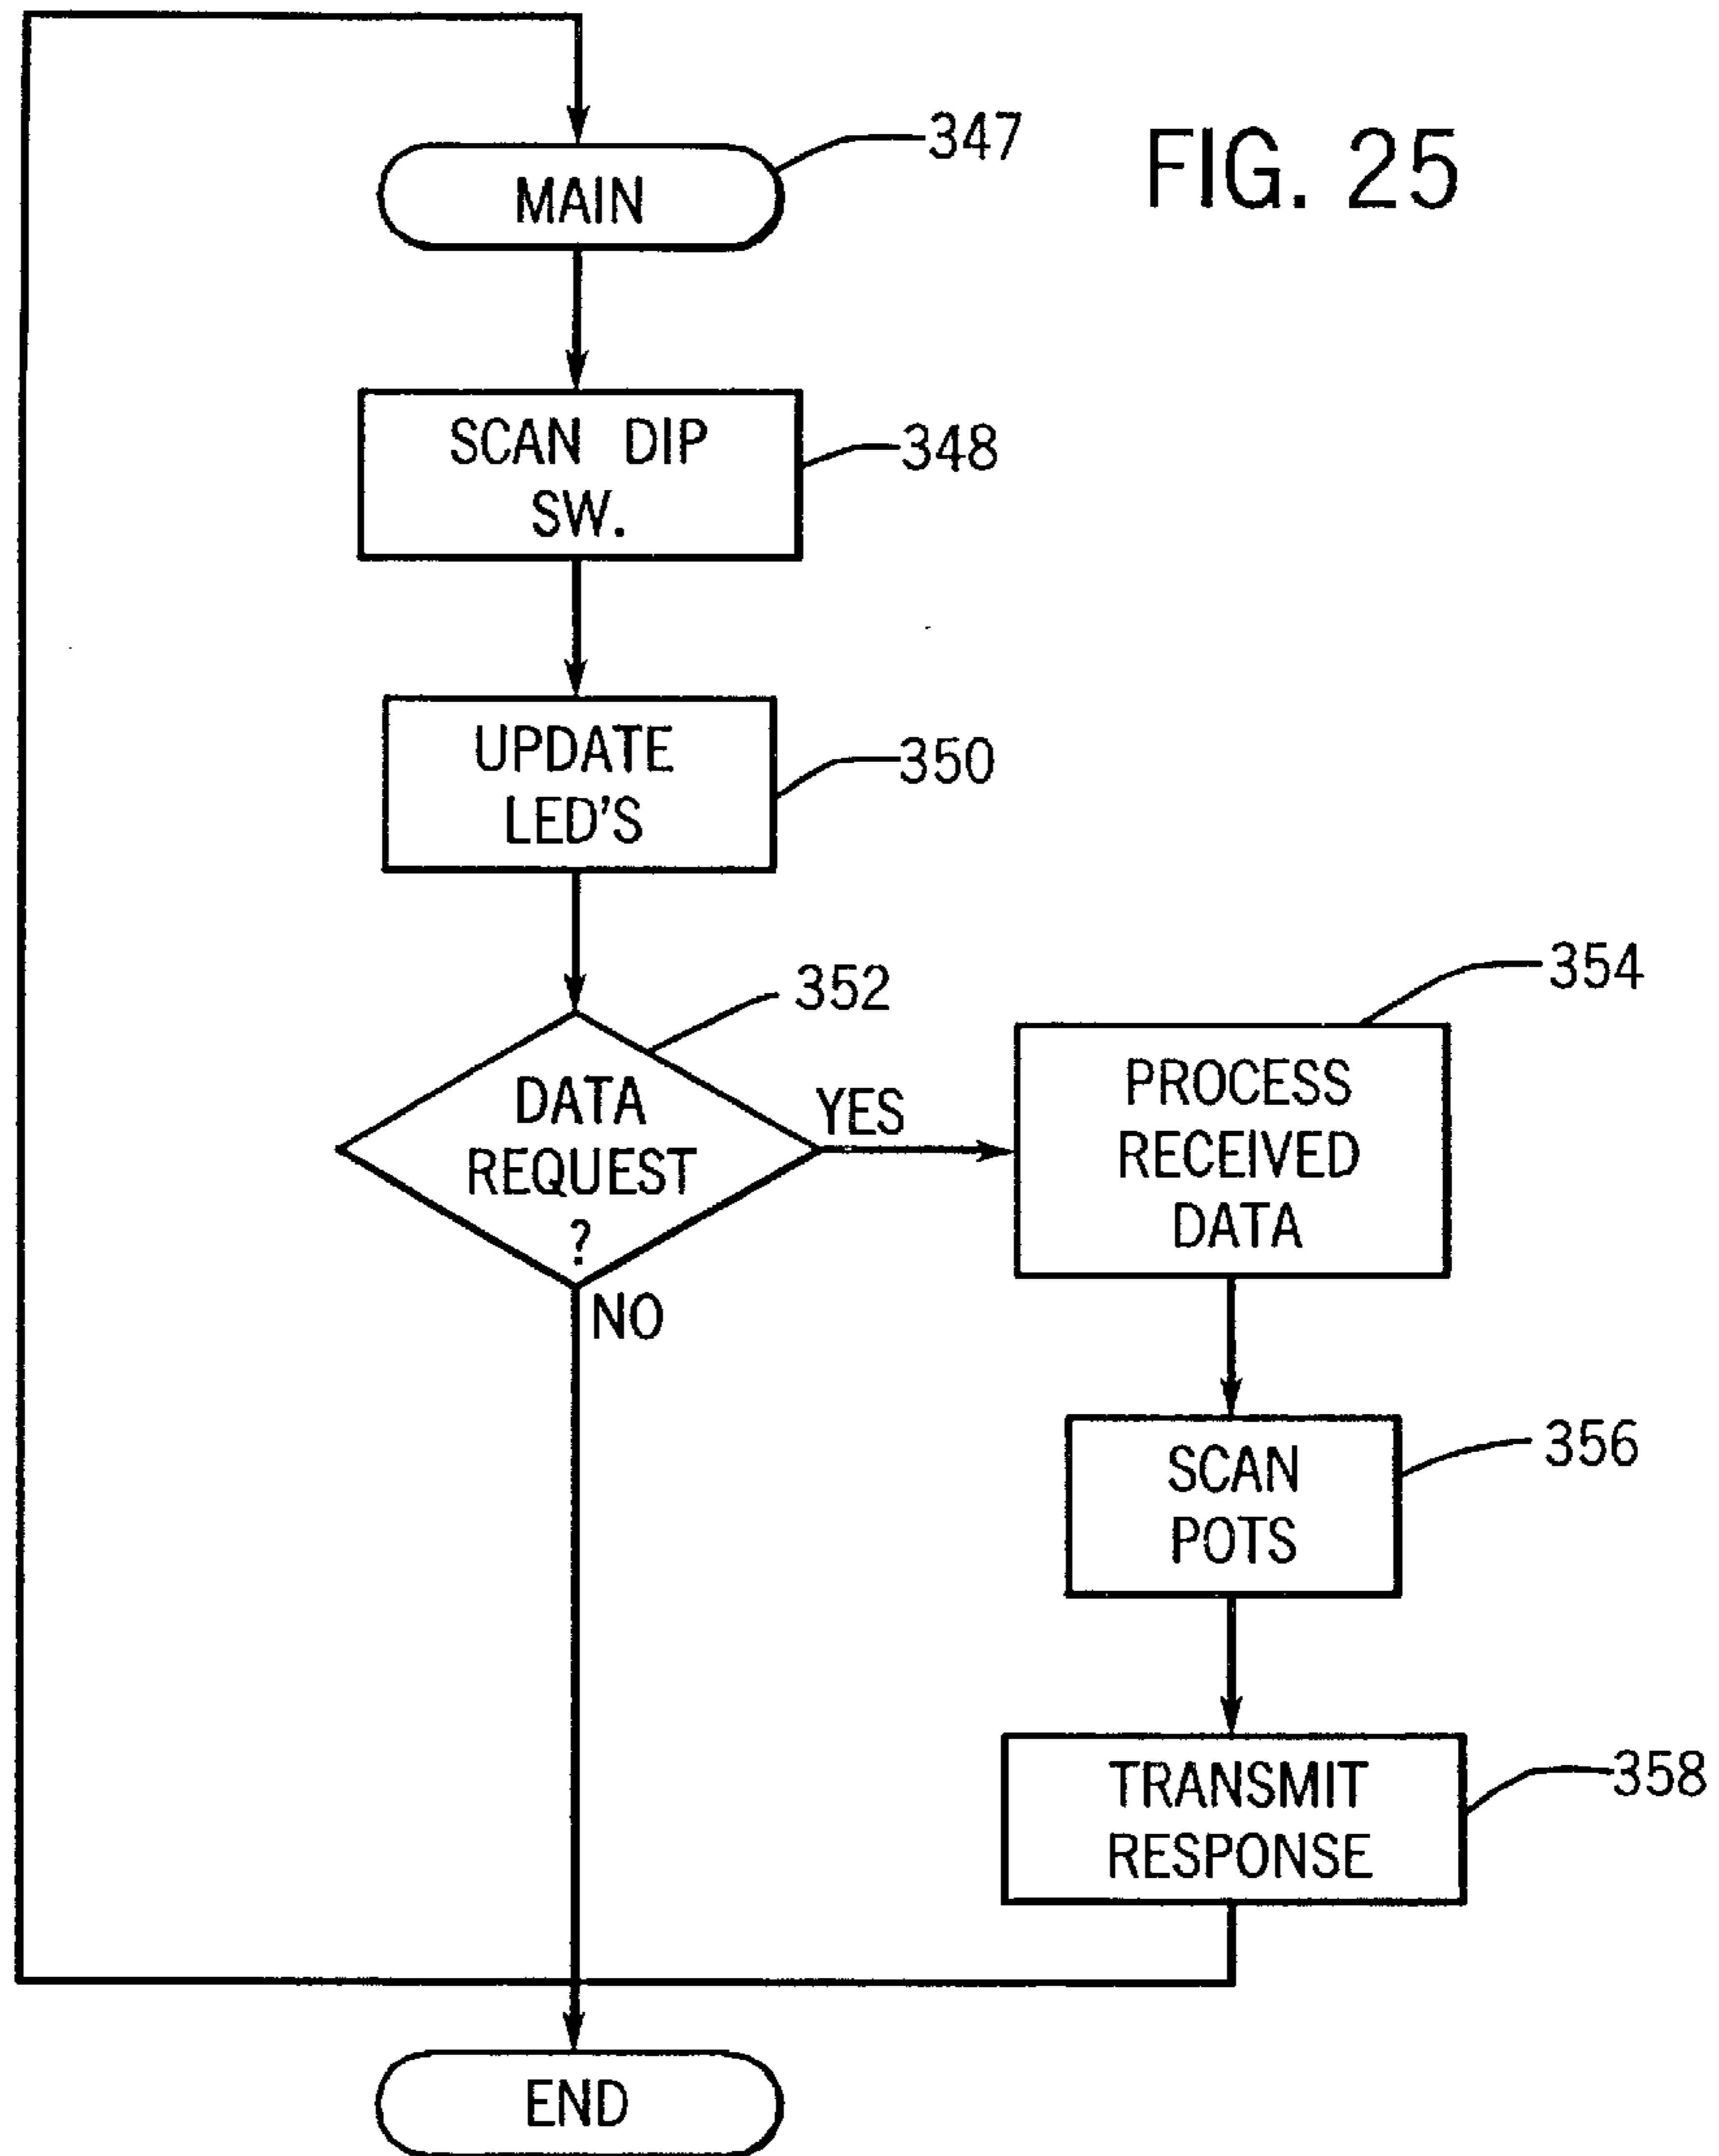 FIG. 25
347
MAIN
348
SCAN DIP
SW.
350
UPDATE
LED'S
352
DATA
REQUEST
?
YES
NO
354
PROCESS
RECEIVED
DATA
356
SCAN
POTS
358
TRANSMIT
RESPONSE
END